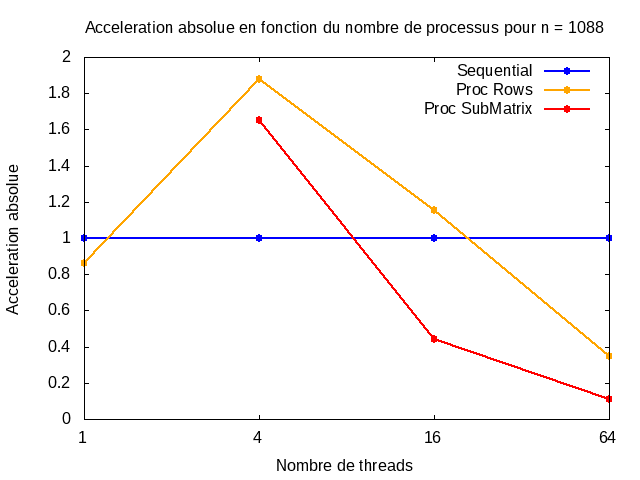 Acceleration absolue en fonction du nombre de processus pour n = 1088
2
1.8
1.6
1.4
1.2
1
0.8
0.6
0.4
0.2
0
Acceleration absolue
Sequential
Proc Rows
Proc SubMatrix
1 4 16 64
Nombre de threads